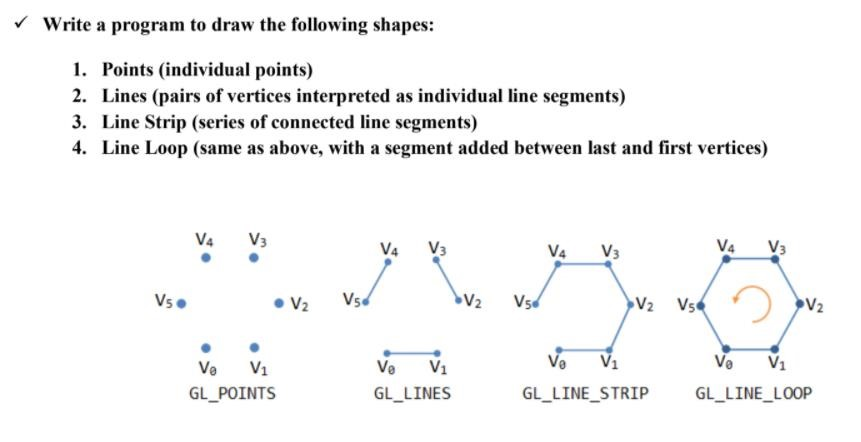 ✓ Write a program to draw the following shapes:
1. Points (individual points)
2. Lines (pairs of vertices interpreted as individual line segments)
3. Line Strip (series of connected line segments)
4. Line Loop (same as above, with a segment added between last and first vertices)
V4 V3 V4 V3 V4 V3 V4 V3
V5 V2 V5 V2 V5 V2 V5 V2
V0 V1 V0 V1 V0 V1 V0 V1
GL_POINTS GL_LINES GL_LINE_STRIP GL_LINE_LOOP